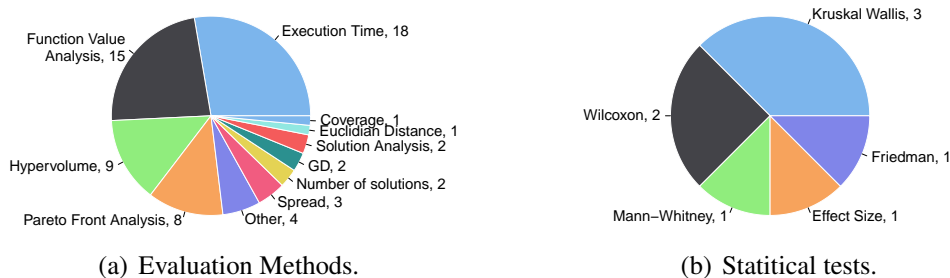 Execution Time, 18
Function Value
Analysis, 15
Hypervolume, 9
Pareto Front Analysis, 8
Other, 4
Spread, 3
Number of solutions, 2
GD, 2
Solution Analysis, 2
Euclidian Distance, 1
Coverage, 1
(a) Evaluation Methods.
Kruskal Wallis, 3
Wilcoxon, 2
Mann−Whitney, 1
Effect Size, 1
Friedman, 1
(b) Statitical tests.